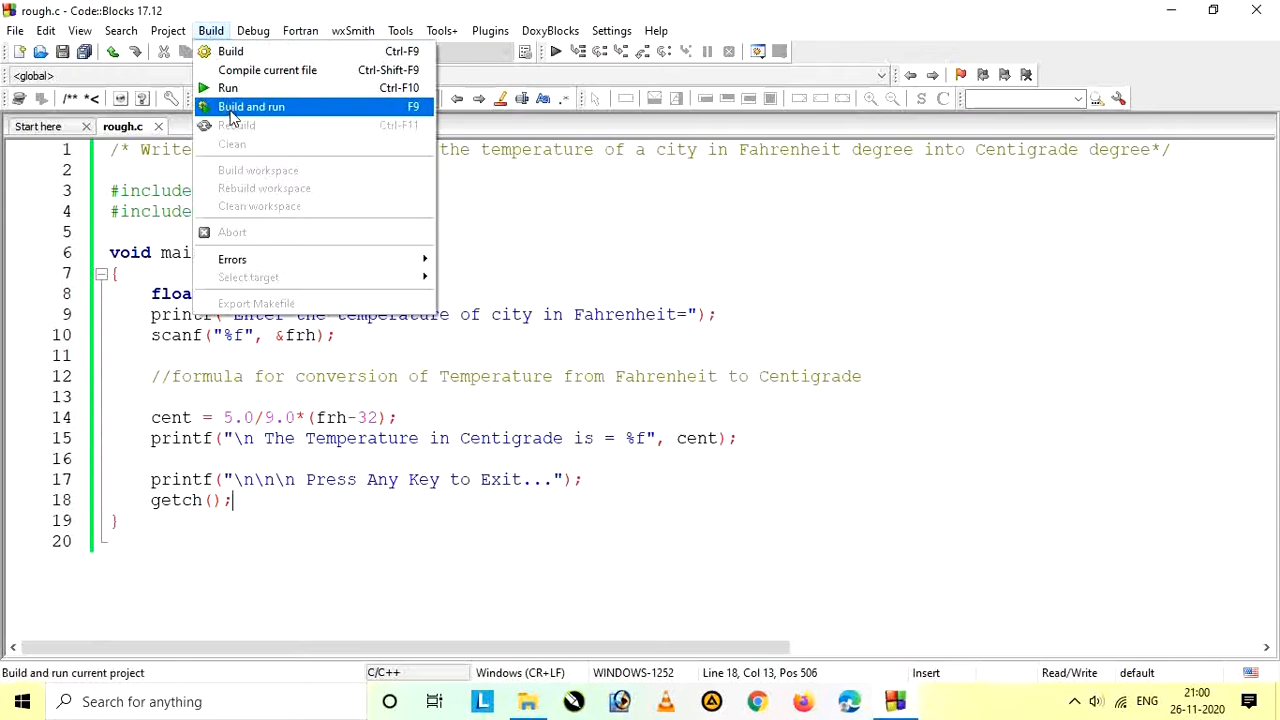 rough.c - Code::Blocks 17.12
File Edit View Search Project Build Debug Fortran wxSmith Tools Tools+ Plugins DoxyBlocks Settings Help
<global>
/** *<
S C
Start here rough.c
Build Ctrl-F9
Compile current file Ctrl-Shift-F9
Run Ctrl-F10
Build and run F9
Rebuild Ctrl-F11
Clean
Build workspace
Rebuild workspace
Clean workspace
Abort
Errors
Select target
Export Makefile
1 /* Write the temperature of a city in Fahrenheit degree into Centigrade degree*/
2
3 #include
4 #include
5
6 void mai
7 {
8 floa
9 printf("Enter the temperature of city in Fahrenheit=");
10 scanf("%f", &frh);
11
12 //formula for conversion of Temperature from Fahrenheit to Centigrade
13
14 cent = 5.0/9.0*(frh-32);
15 printf("\n The Temperature in Centigrade is = %f", cent);
16
17 printf("\n\n\n Press Any Key to Exit...");
18 getch();
19 }
20
Build and run current project C/C++ Windows (CR+LF) WINDOWS-1252 Line 18, Col 13, Pos 506 Insert Read/Write default
Search for anything
ENG
21:00
26-11-2020